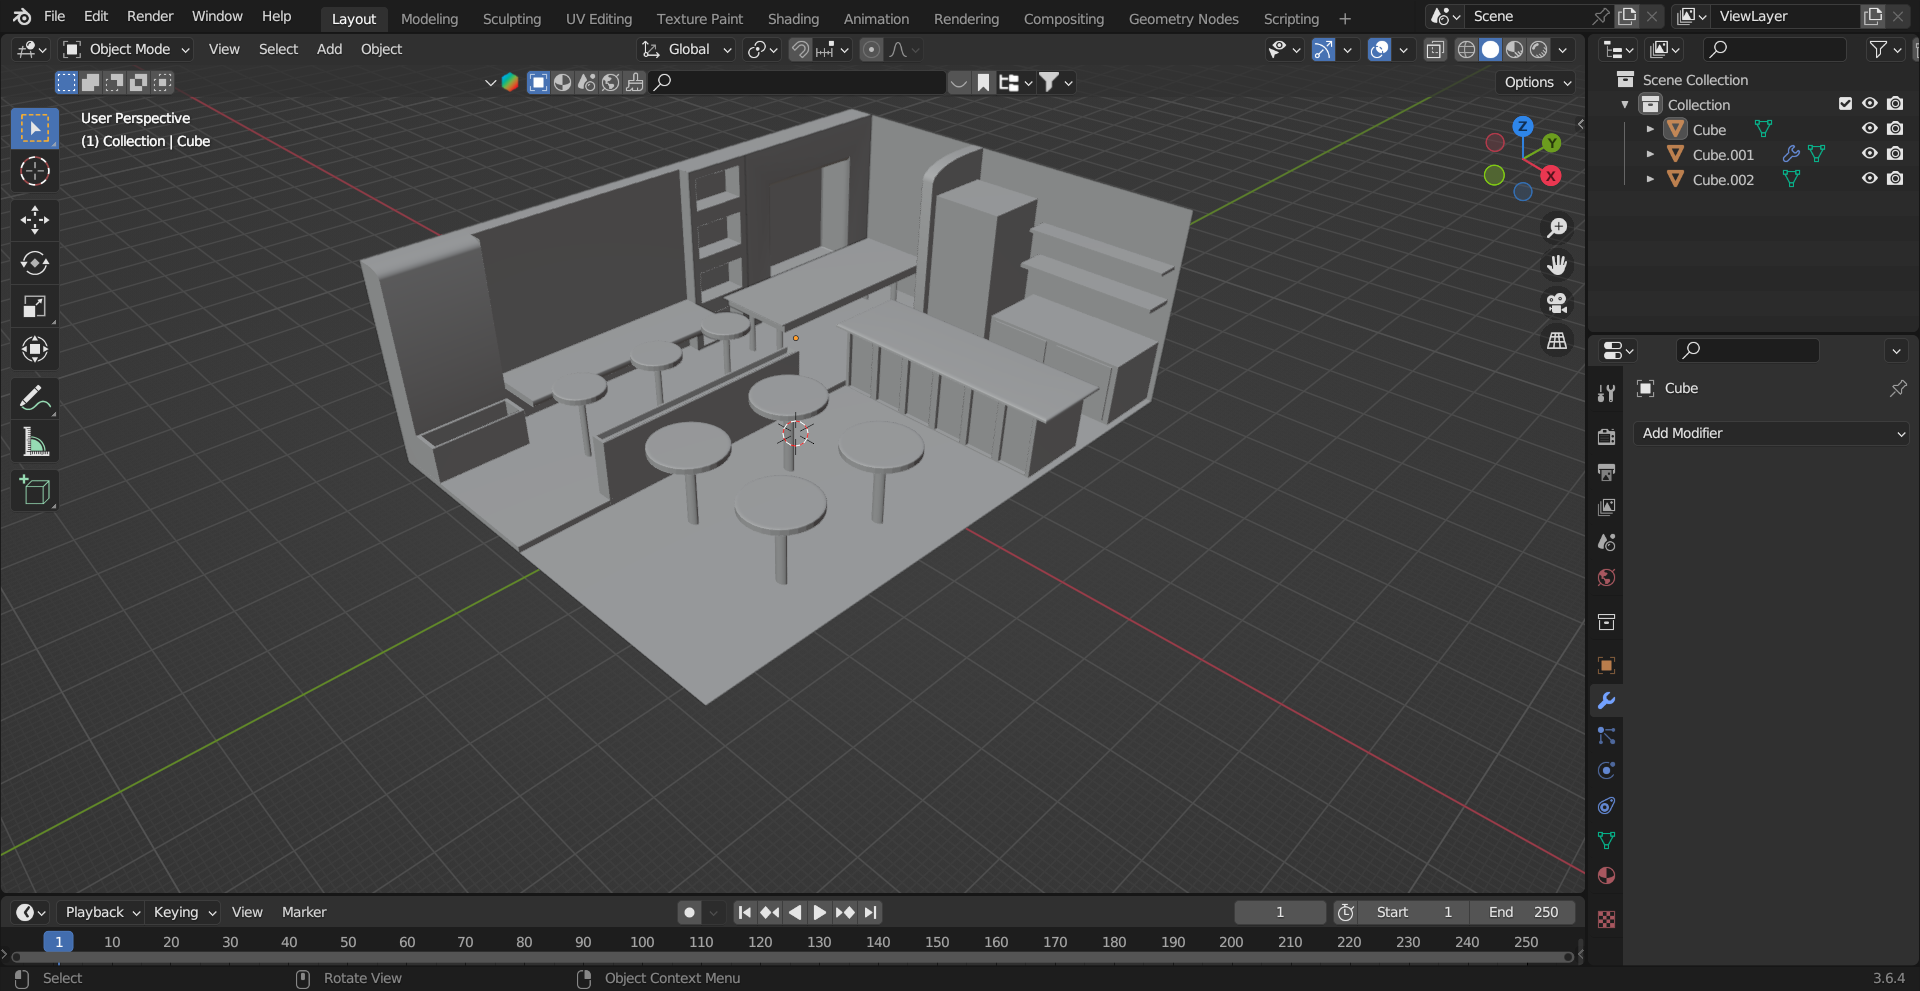 File Edit Render Window Help Layout Modeling Sculpting UV Editing Texture Paint Shading Animation Rendering Compositing Geometry Nodes Scripting + Scene ViewLayer
Object Mode View Select Add Object Global
Options
User Perspective
(1) Collection | Cube
Z
Y
X
Scene Collection
Collection
Cube
Cube.001
Cube.002
Cube
Add Modifier
Playback Keying View Marker 1 Start 1 End 250
1 10 20 30 40 50 60 70 80 90 100 110 120 130 140 150 160 170 180 190 200 210 220 230 240 250
Select Rotate View Object Context Menu 3.6.4